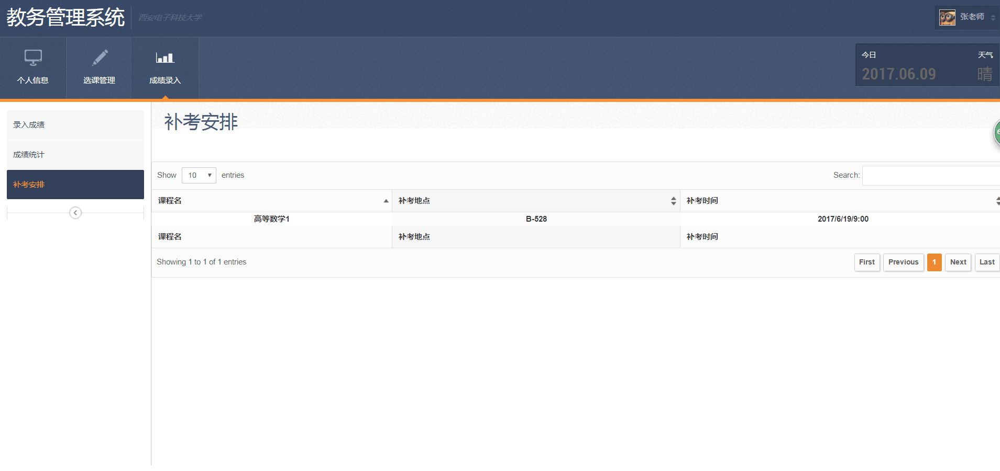 教务管理系统
西安电子科技大学
张老师
个人信息
选课管理
成绩录入
今日
天气
2017.06.09
晴
录入成绩
成绩统计
补考安排
补考安排
Show 10 entries
Search:
课程名 补考地点 补考时间
高等数学1 B-528 2017/6/19/9:00
课程名 补考地点 补考时间
Showing 1 to 1 of 1 entries
First Previous 1 Next Last